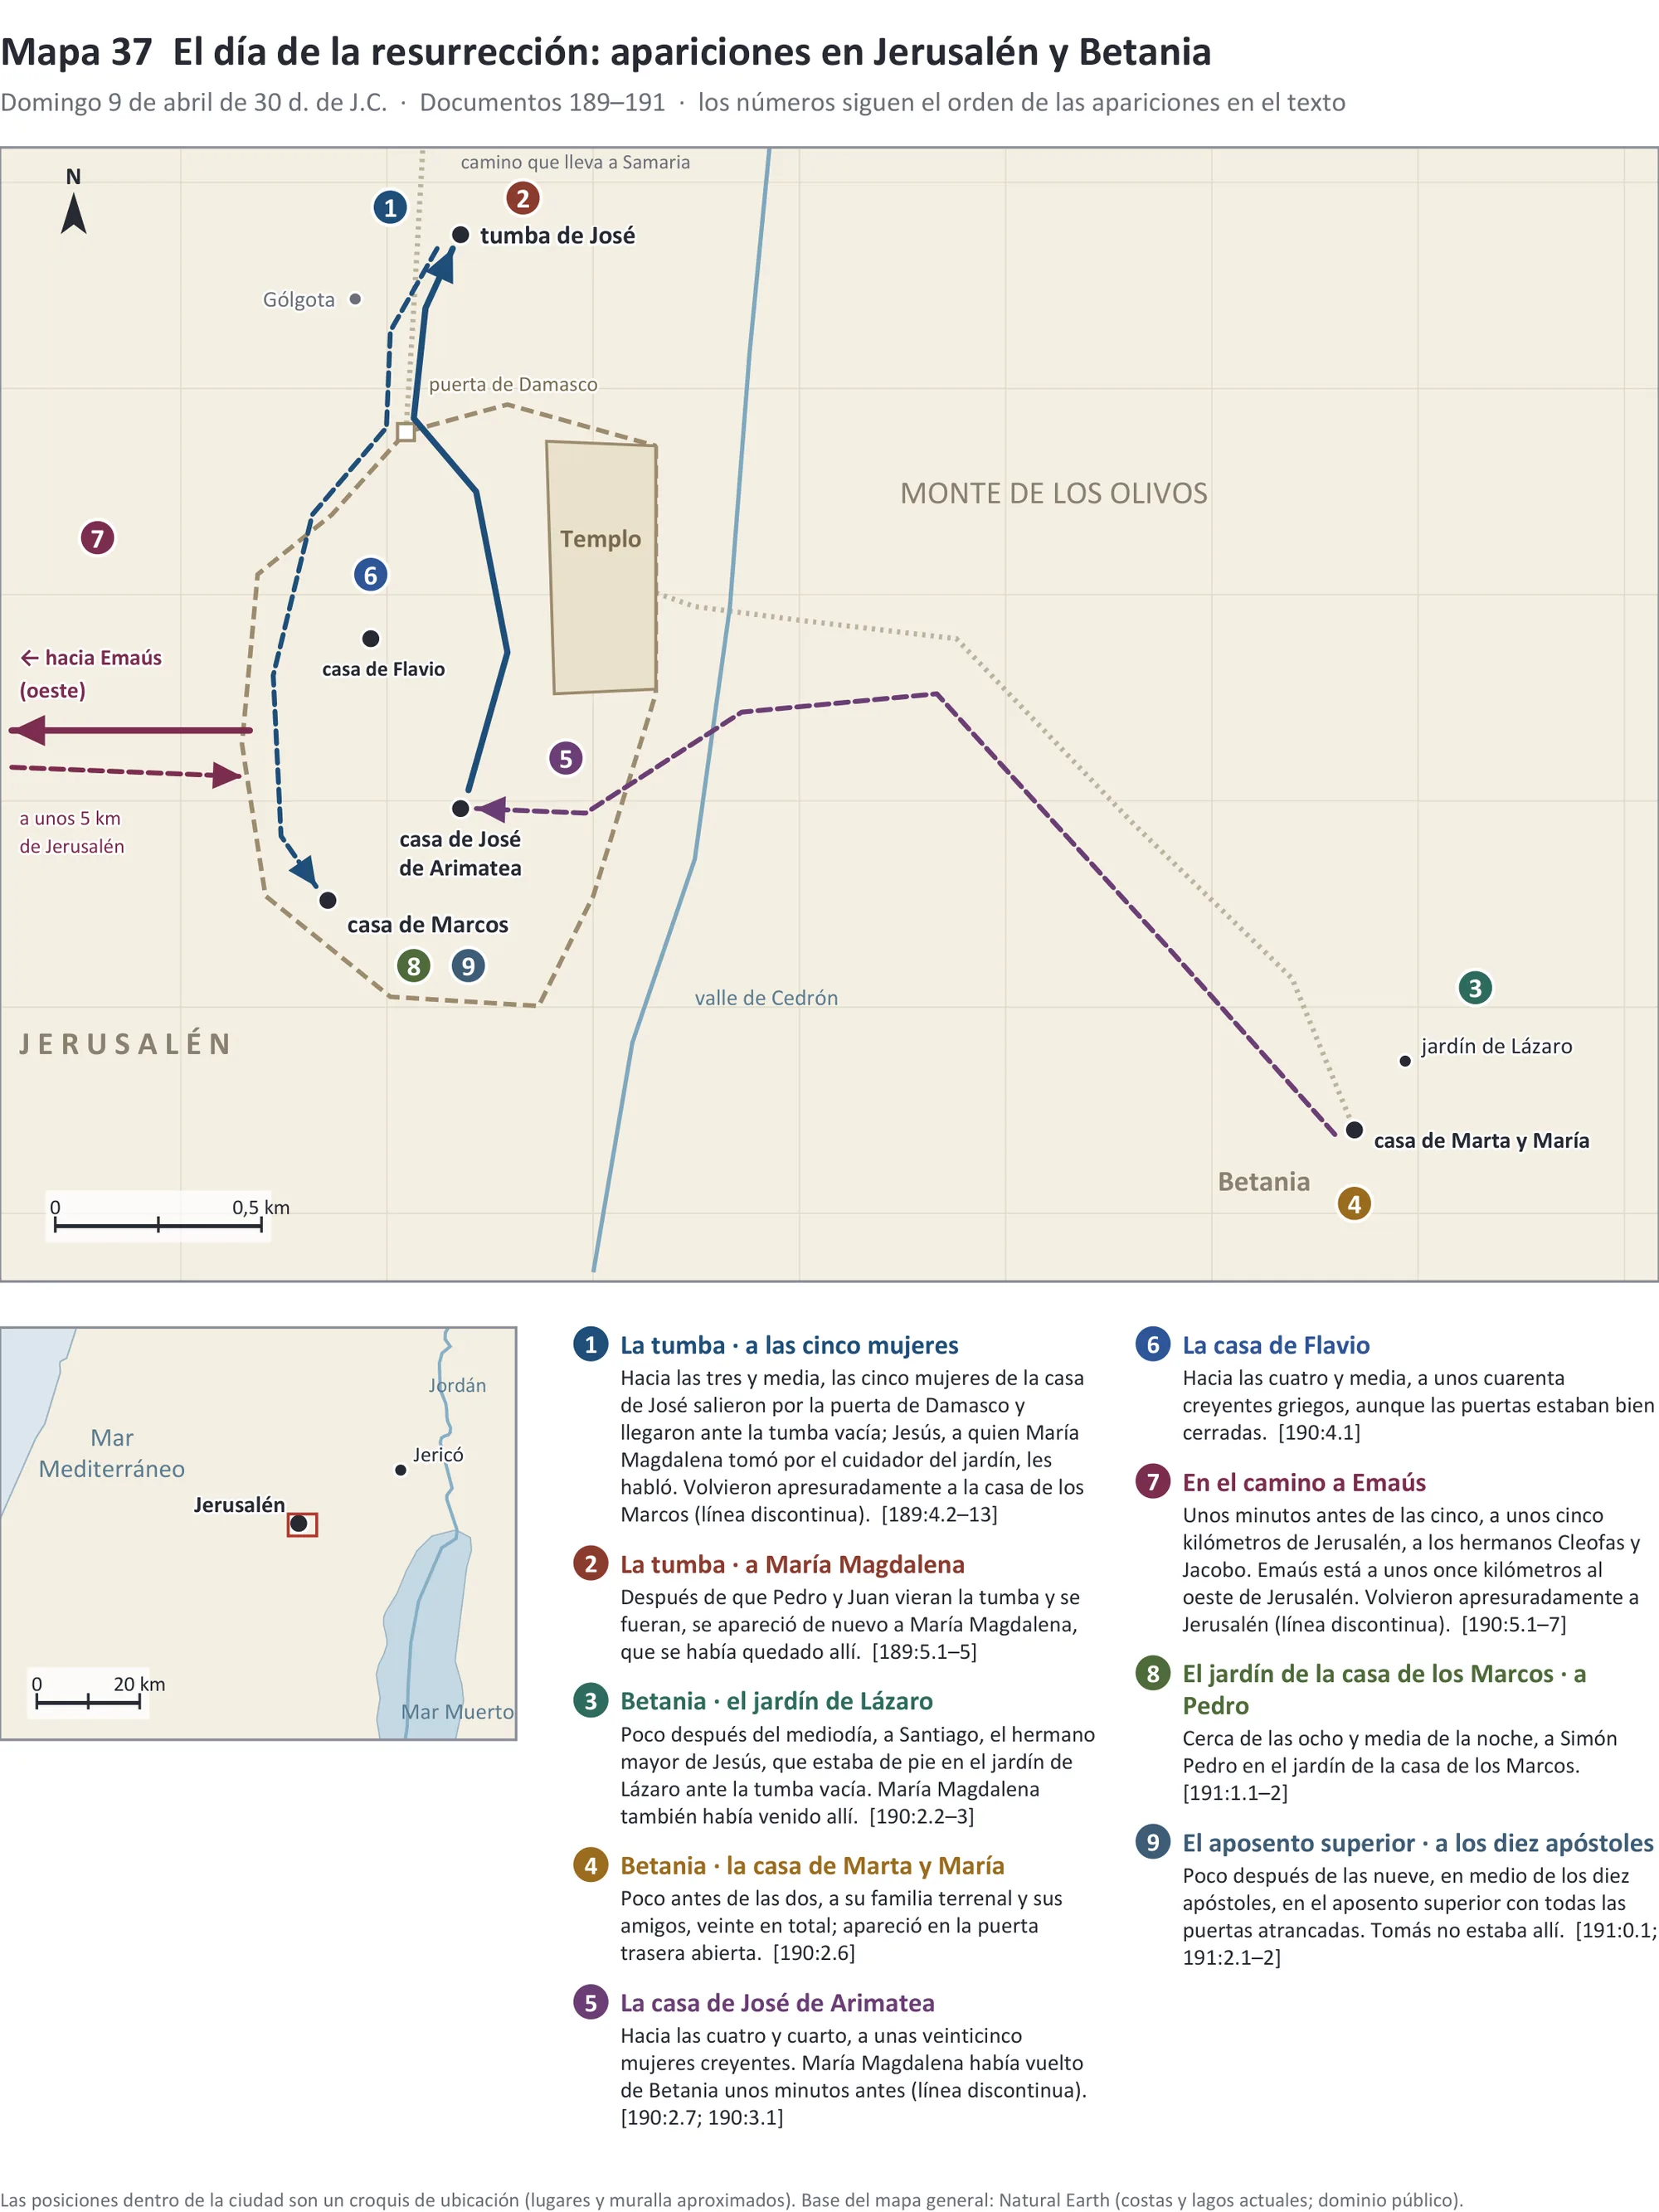 Mapa 37 El día de la resurrección: apariciones en Jerusalén y Betania
Domingo 9 de abril de 30 d. de J.C. · Documentos 189–191 · los números siguen el orden de las apariciones en el texto
camino que lleva a Samaria
N
1
2
tumba de José
Gólgota
puerta de Damasco
MONTE DE LOS OLIVOS
7
Templo
6
← hacia Emaús
(oeste)
casa de Flavio
5
a unos 5 km
de Jerusalén
casa de José
de Arimatea
casa de Marcos
8
9
valle de Cedrón
3
JERUSALÉN
jardín de Lázaro
casa de Marta y María
Betania
4
0 0,5 km
Jordán
Mar
Mediterráneo
Jericó
Jerusalén
0 20 km
Mar Muerto
1 La tumba · a las cinco mujeres
Hacia las tres y media, las cinco mujeres de la casa
de José salieron por la puerta de Damasco y
llegaron ante la tumba vacía; Jesús, a quien María
Magdalena tomó por el cuidador del jardín, les
habló. Volvieron apresuradamente a la casa de los
Marcos (línea discontinua). [189:4.2–13]
2 La tumba · a María Magdalena
Después de que Pedro y Juan vieran la tumba y se
fueran, se apareció de nuevo a María Magdalena,
que se había quedado allí. [189:5.1–5]
3 Betania · el jardín de Lázaro
Poco después del mediodía, a Santiago, el hermano
mayor de Jesús, que estaba de pie en el jardín de
Lázaro ante la tumba vacía. María Magdalena
también había venido allí. [190:2.2–3]
4 Betania · la casa de Marta y María
Poco antes de las dos, a su familia terrenal y sus
amigos, veinte en total; apareció en la puerta
trasera abierta. [190:2.6]
5 La casa de José de Arimatea
Hacia las cuatro y cuarto, a unas veinticinco
mujeres creyentes. María Magdalena había vuelto
de Betania unos minutos antes (línea discontinua).
[190:2.7; 190:3.1]
6 La casa de Flavio
Hacia las cuatro y media, a unos cuarenta
creyentes griegos, aunque las puertas estaban bien
cerradas. [190:4.1]
7 En el camino a Emaús
Unos minutos antes de las cinco, a unos cinco
kilómetros de Jerusalén, a los hermanos Cleofas y
Jacobo. Emaús está a unos once kilómetros al
oeste de Jerusalén. Volvieron apresuradamente a
Jerusalén (línea discontinua). [190:5.1–7]
8 El jardín de la casa de los Marcos · a
Pedro
Cerca de las ocho y media de la noche, a Simón
Pedro en el jardín de la casa de los Marcos.
[191:1.1–2]
9 El aposento superior · a los diez apóstoles
Poco después de las nueve, en medio de los diez
apóstoles, en el aposento superior con todas las
puertas atrancadas. Tomás no estaba allí. [191:0.1;
191:2.1–2]
Las posiciones dentro de la ciudad son un croquis de ubicación (lugares y muralla aproximados). Base del mapa general: Natural Earth (costas y lagos actuales; dominio público).